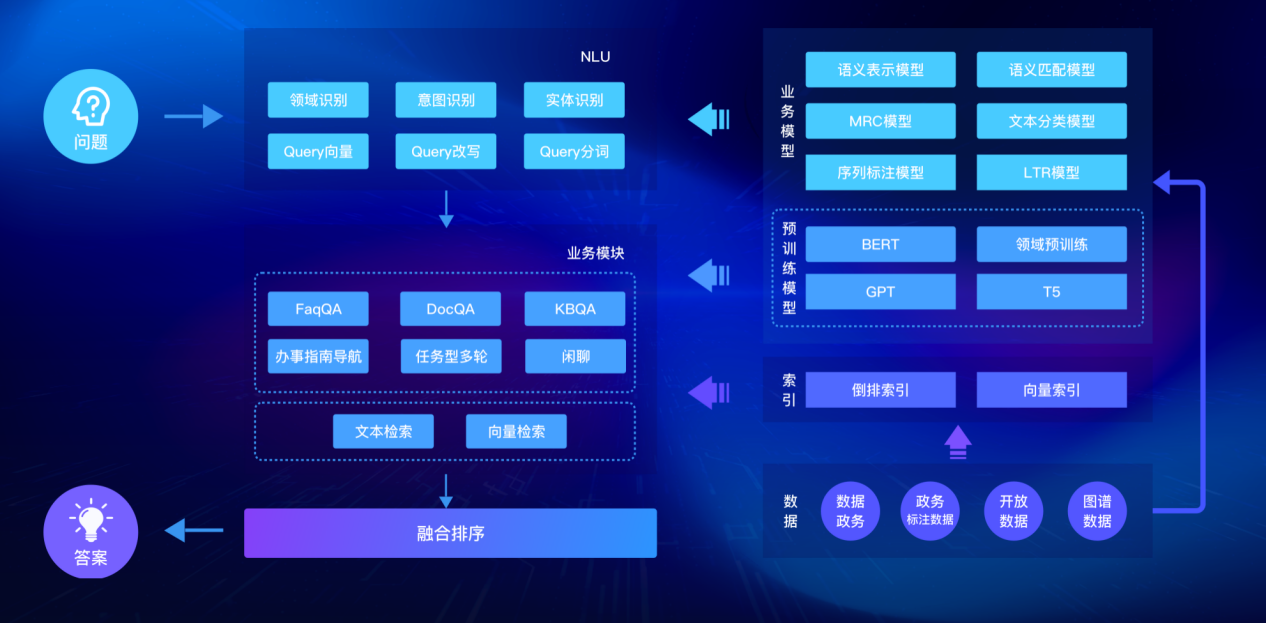 问题
NLU
领域识别
意图识别
实体识别
Query向量
Query改写
Query分词
业务模块
FaqQA
DocQA
KBQA
办事指南导航
任务型多轮
闲聊
文本检索
向量检索
融合排序
答案
业务模型
语义表示模型
语义匹配模型
MRC模型
文本分类模型
序列标注模型
LTR模型
预训练模型
BERT
领域预训练
GPT
T5
索引
倒排索引
向量索引
数据
数据
政务
政务
标注数据
开放
数据
图谱
数据